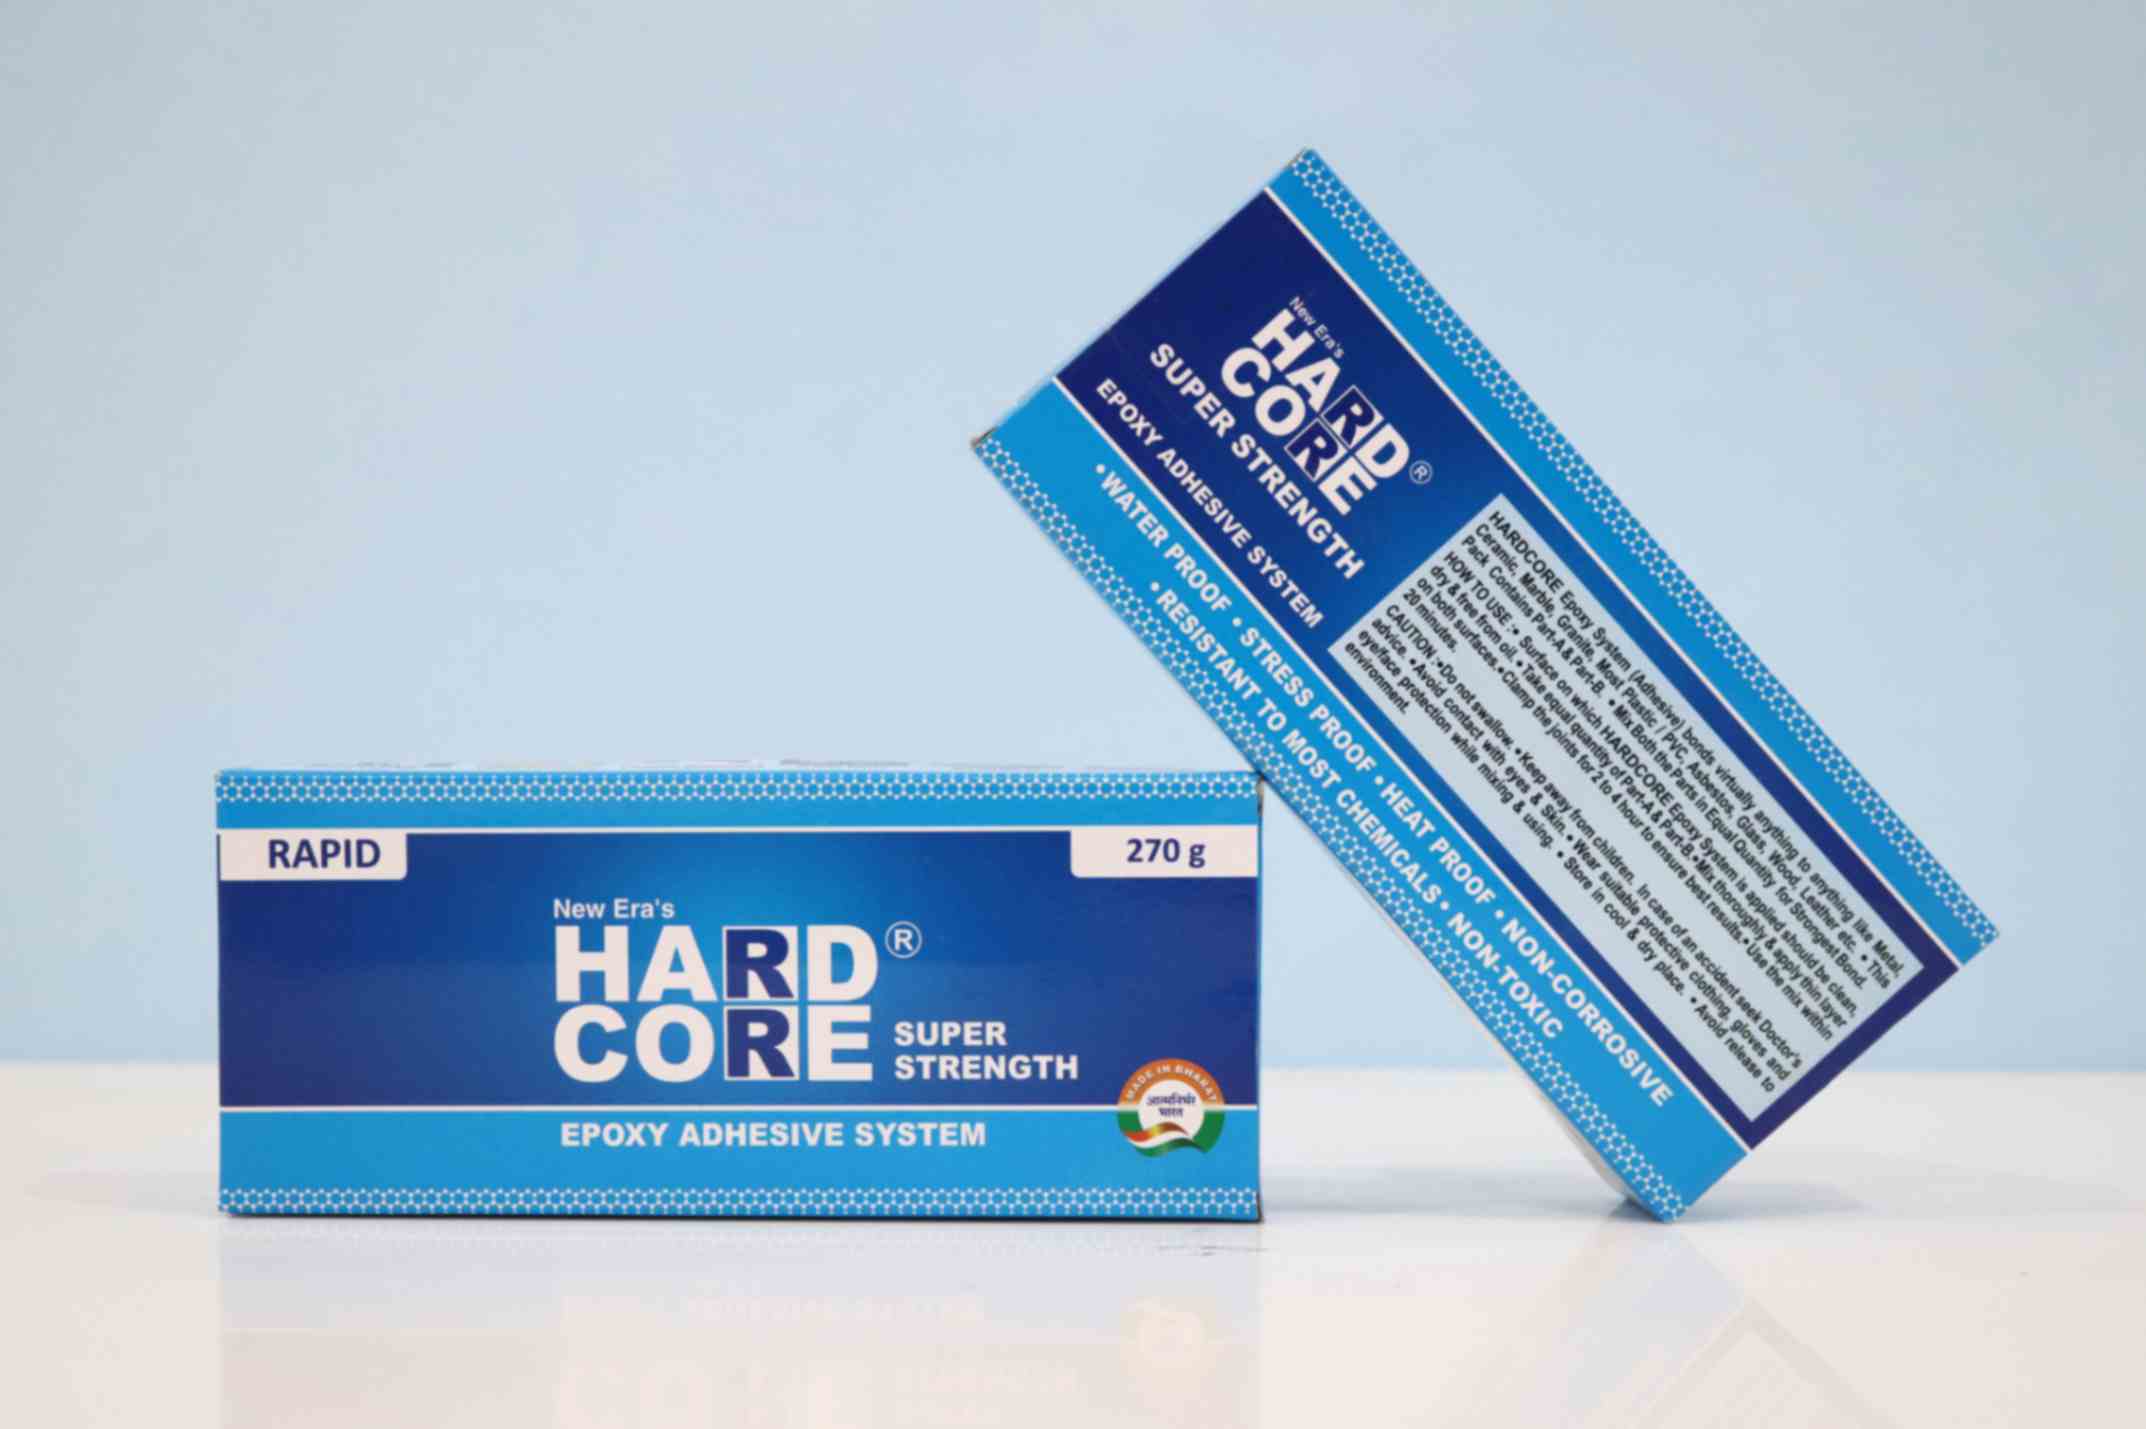 RAPID
270 g
New Era's
HARD®
CORE
SUPER
STRENGTH
EPOXY ADHESIVE SYSTEM
MADE IN BHARAT
आत्मनिर्भर
भारत
New Era's
HARD®
CORE
SUPER STRENGTH
EPOXY ADHESIVE SYSTEM
•WATER PROOF •STRESS PROOF •HEAT PROOF •NON-CORROSIVE
•RESISTANT TO MOST CHEMICALS •NON-TOXIC
HARDCORE Epoxy System (Adhesive) bonds virtually anything to anything like Metal,
Ceramic, Marble, Granite, Most Plastic / PVC, Asbestos, Glass, Wood, Leather etc. • This
Pack Contains Part-A & Part-B. • Mix Both the Parts in Equal Quantity for Strongest Bond.
HOW TO USE :• Surface on which HARDCORE Epoxy System is applied should be clean,
dry & free from oil. • Take equal quantity of Part-A & Part-B.•Mix thoroughly & apply thin layer
on both surfaces.•Clamp the joints for 2 to 4 hour to ensure best results.• Use the mix within
20 minutes.
CAUTION :•Do not swallow. •Keep away from children. In case of an accident seek Doctor's
advice. •Avoid contact with eyes & Skin. • Wear suitable protective clothing, gloves and
eye/face protection while mixing & using. • Store in cool & dry place. • Avoid release to
environment.